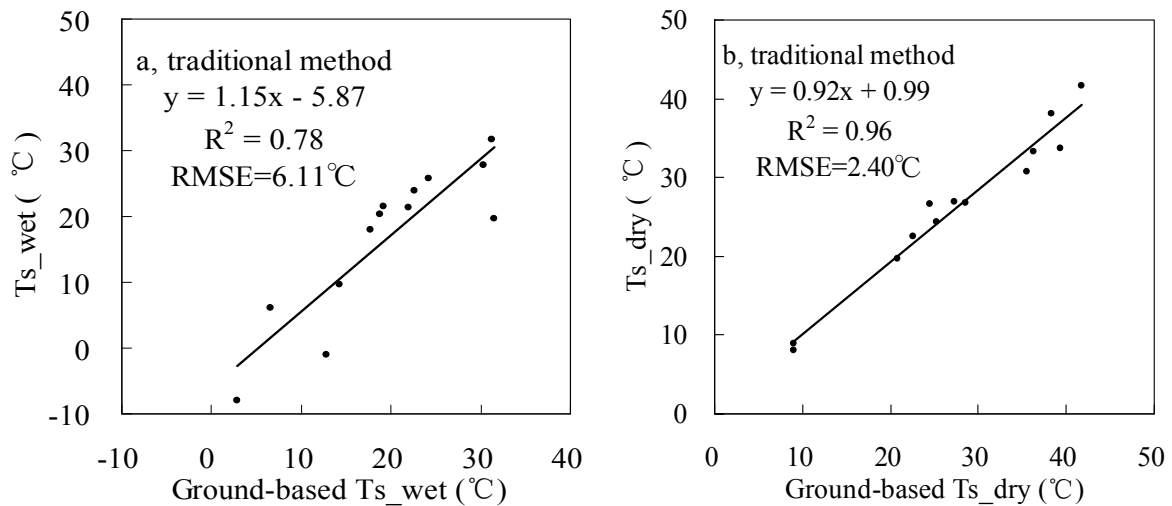 50
40
30
20
10
0
-10
Ts_wet ( ℃ )
a, traditional method
y = 1.15x - 5.87
R² = 0.78
RMSE=6.11℃
-10 0 10 20 30 40
Ground-based Ts_wet (℃)
50
40
30
20
10
0
Ts_dry ( ℃ )
b, traditional method
y = 0.92x + 0.99
R² = 0.96
RMSE=2.40℃
0 10 20 30 40 50
Ground-based Ts_dry (℃)